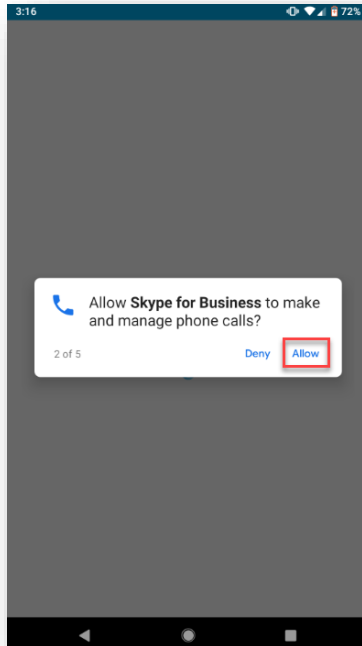 3:16 72%
Allow Skype for Business to make
and manage phone calls?
2 of 5 Deny Allow